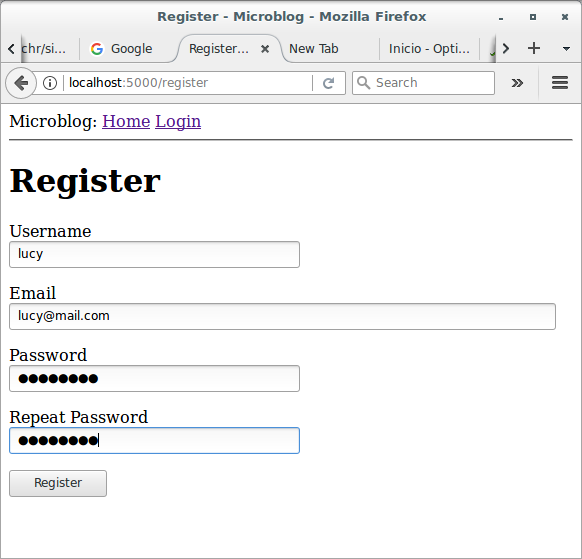 Register - Microblog - Mozilla Firefox
chr/si... Google Register... New Tab Inicio - Opti...
localhost:5000/register Search
Microblog: Home Login
Register
Username
lucy
Email
lucy@mail.com
Password
●●●●●●●●
Repeat Password
●●●●●●●●
Register